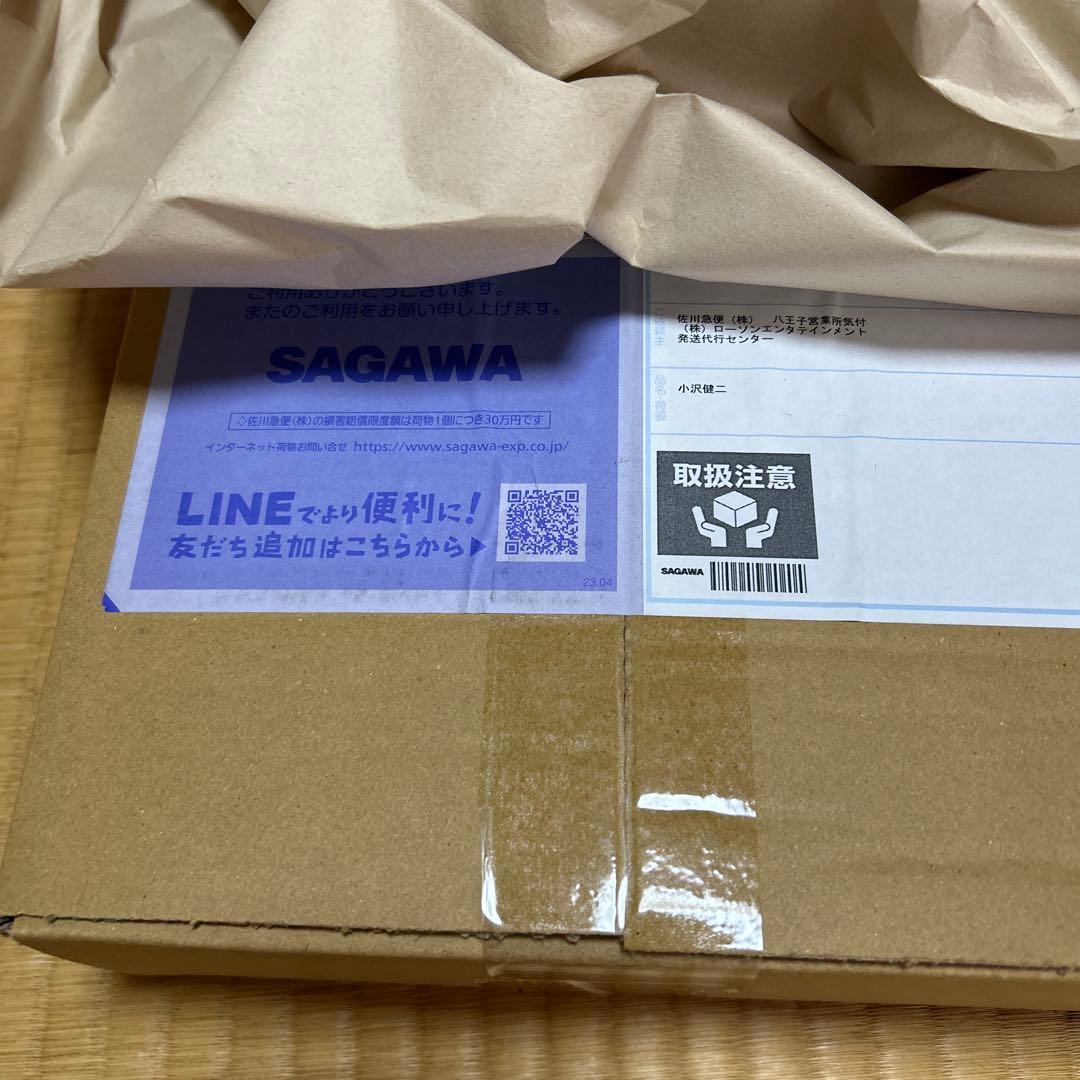 ご利用ありがとうございます。
またのご利用をお願い申し上げます。
SAGAWA
◇佐川急便(株)の損害賠償限度額は荷物1個につき30万円です
インターネット荷物お問い合せ https://www.sagawa-exp.co.jp/
LINEでより便利に!
友だち追加はこちらから▶
23.04
ご依頼主
佐川急便(株) 八王子営業所気付
(株)ローソンエンタテインメント
発送代行センター
品名・荷姿
小沢健二
取扱注意
SAGAWA